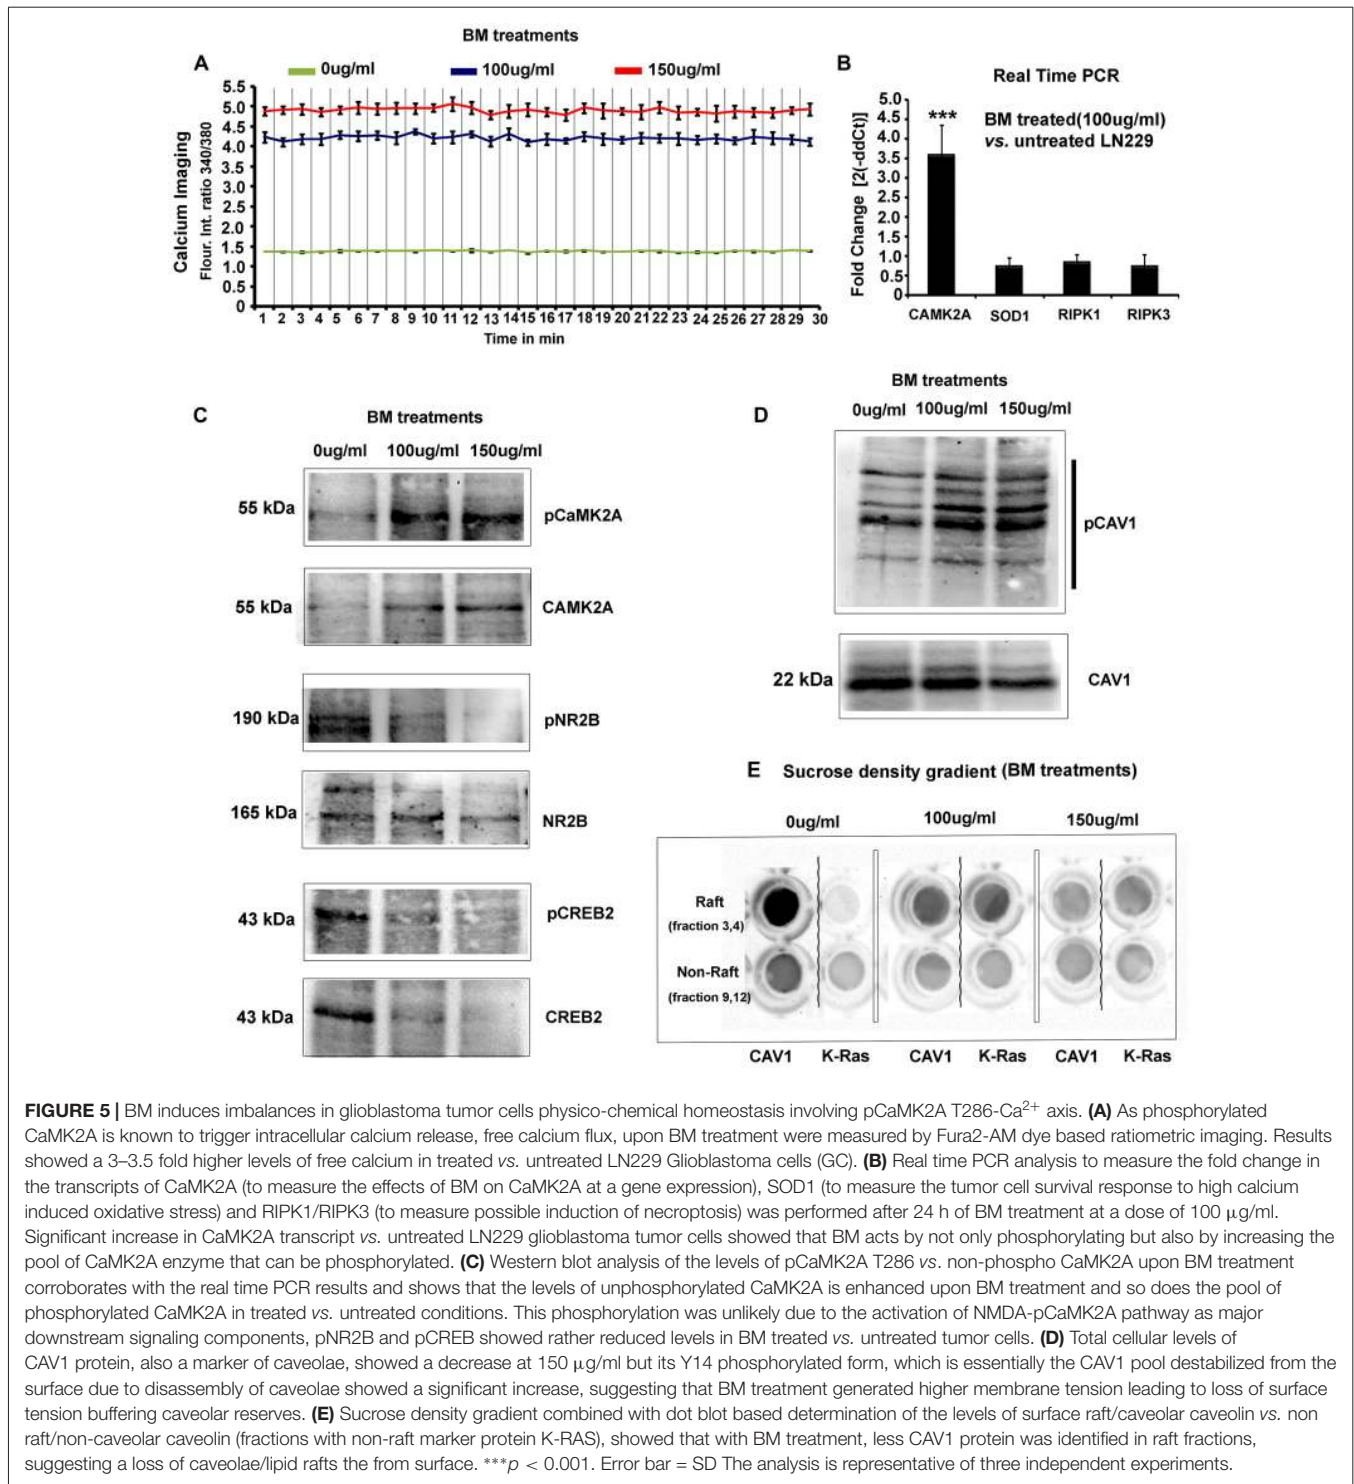 BM treatments
A
0ug/ml 100ug/ml 150ug/ml
Calcium Imaging
Flour. Int. ratio 340/380
5.5
5.0
4.5
4.0
3.5
3.0
2.5
2.0
1.5
1.0
0.5
0
1 2 3 4 5 6 7 8 9 10 11 12 13 14 15 16 17 18 19 20 21 22 23 24 25 26 27 28 29 30
Time in min
B
Real Time PCR
BM treated(100ug/ml)
vs. untreated LN229
Fold Change [2(-ddCt)]
5.0
4.5
4.0
3.5
3.0
2.5
2.0
1.5
1.0
0.5
0
***
CAMK2A SOD1 RIPK1 RIPK3
C
BM treatments
0ug/ml 100ug/ml 150ug/ml
55 kDa pCaMK2A
55 kDa CAMK2A
190 kDa pNR2B
165 kDa NR2B
43 kDa pCREB2
43 kDa CREB2
D
BM treatments
0ug/ml 100ug/ml 150ug/ml
pCAV1
22 kDa CAV1
E Sucrose density gradient (BM treatments)
0ug/ml 100ug/ml 150ug/ml
Raft
(fraction 3,4)
Non-Raft
(fraction 9,12)
CAV1 K-Ras CAV1 K-Ras CAV1 K-Ras
FIGURE 5 | BM induces imbalances in glioblastoma tumor cells physico-chemical homeostasis involving pCaMK2A T286-Ca2+ axis. (A) As phosphorylated
CaMK2A is known to trigger intracellular calcium release, free calcium flux, upon BM treatment were measured by Fura2-AM dye based ratiometric imaging. Results
showed a 3–3.5 fold higher levels of free calcium in treated vs. untreated LN229 Glioblastoma cells (GC). (B) Real time PCR analysis to measure the fold change in
the transcripts of CaMK2A (to measure the effects of BM on CaMK2A at a gene expression), SOD1 (to measure the tumor cell survival response to high calcium
induced oxidative stress) and RIPK1/RIPK3 (to measure possible induction of necroptosis) was performed after 24 h of BM treatment at a dose of 100 μg/ml.
Significant increase in CaMK2A transcript vs. untreated LN229 glioblastoma tumor cells showed that BM acts by not only phosphorylating but also by increasing the
pool of CaMK2A enzyme that can be phosphorylated. (C) Western blot analysis of the levels of pCaMK2A T286 vs. non-phospho CaMK2A upon BM treatment
corroborates with the real time PCR results and shows that the levels of unphosphorylated CaMK2A is enhanced upon BM treatment and so does the pool of
phosphorylated CaMK2A in treated vs. untreated conditions. This phosphorylation was unlikely due to the activation of NMDA-pCaMK2A pathway as major
downstream signaling components, pNR2B and pCREB showed rather reduced levels in BM treated vs. untreated tumor cells. (D) Total cellular levels of
CAV1 protein, also a marker of caveolae, showed a decrease at 150 μg/ml but its Y14 phosphorylated form, which is essentially the CAV1 pool destabilized from the
surface due to disassembly of caveolae showed a significant increase, suggesting that BM treatment generated higher membrane tension leading to loss of surface
tension buffering caveolar reserves. (E) Sucrose density gradient combined with dot blot based determination of the levels of surface raft/caveolar caveolin vs. non
raft/non-caveolar caveolin (fractions with non-raft marker protein K-RAS), showed that with BM treatment, less CAV1 protein was identified in raft fractions,
suggesting a loss of caveolae/lipid rafts the from surface. ***p < 0.001. Error bar = SD The analysis is representative of three independent experiments.